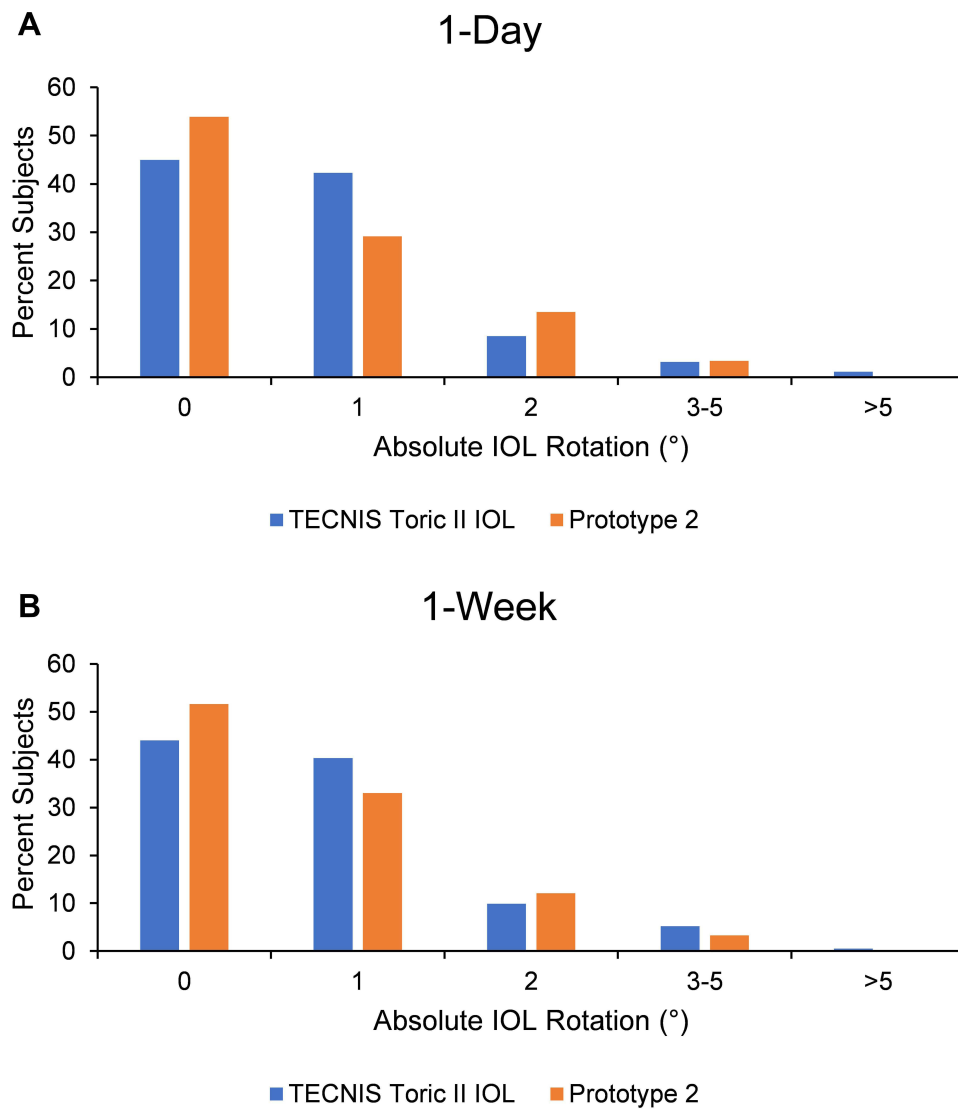 A
1-Day
60
50
40
30
20
10
0
Percent Subjects
0 1 2 3-5 >5
Absolute IOL Rotation (°)
TECNIS Toric II IOL Prototype 2
B
1-Week
60
50
40
30
20
10
0
Percent Subjects
0 1 2 3-5 >5
Absolute IOL Rotation (°)
TECNIS Toric II IOL Prototype 2